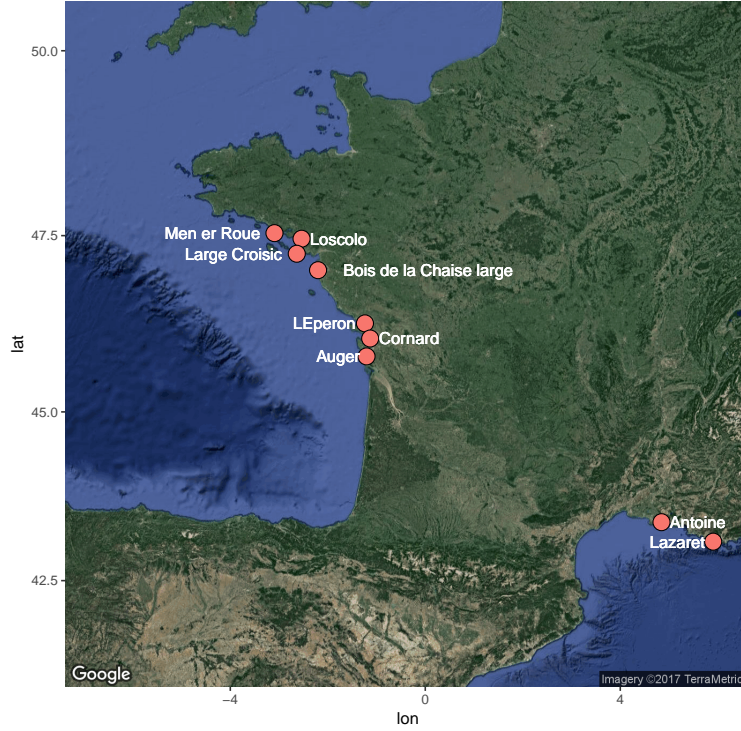 50.0
47.5
45.0
42.5
lat
Men er Roue
Loscolo
Large Croisic
Bois de la Chaise large
LEperon
Cornard
Auger
Antoine
Lazaret
Google
Imagery ©2017 TerraMetric
−4
0
4
lon